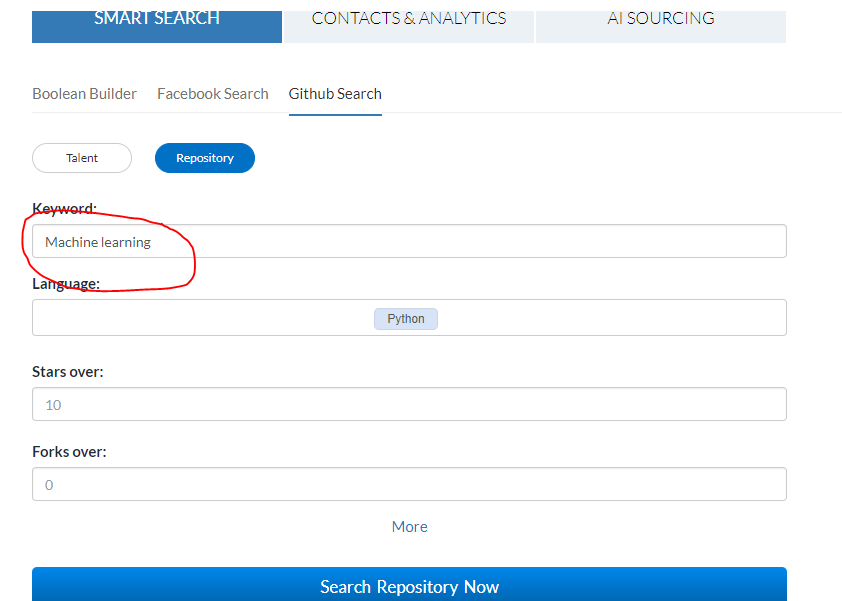 SMART SEARCH CONTACTS & ANALYTICS AI SOURCING
Boolean Builder Facebook Search Github Search
Talent Repository
Keyword:
Machine learning
Language:
Python
Stars over:
10
Forks over:
0
More
Search Repository Now